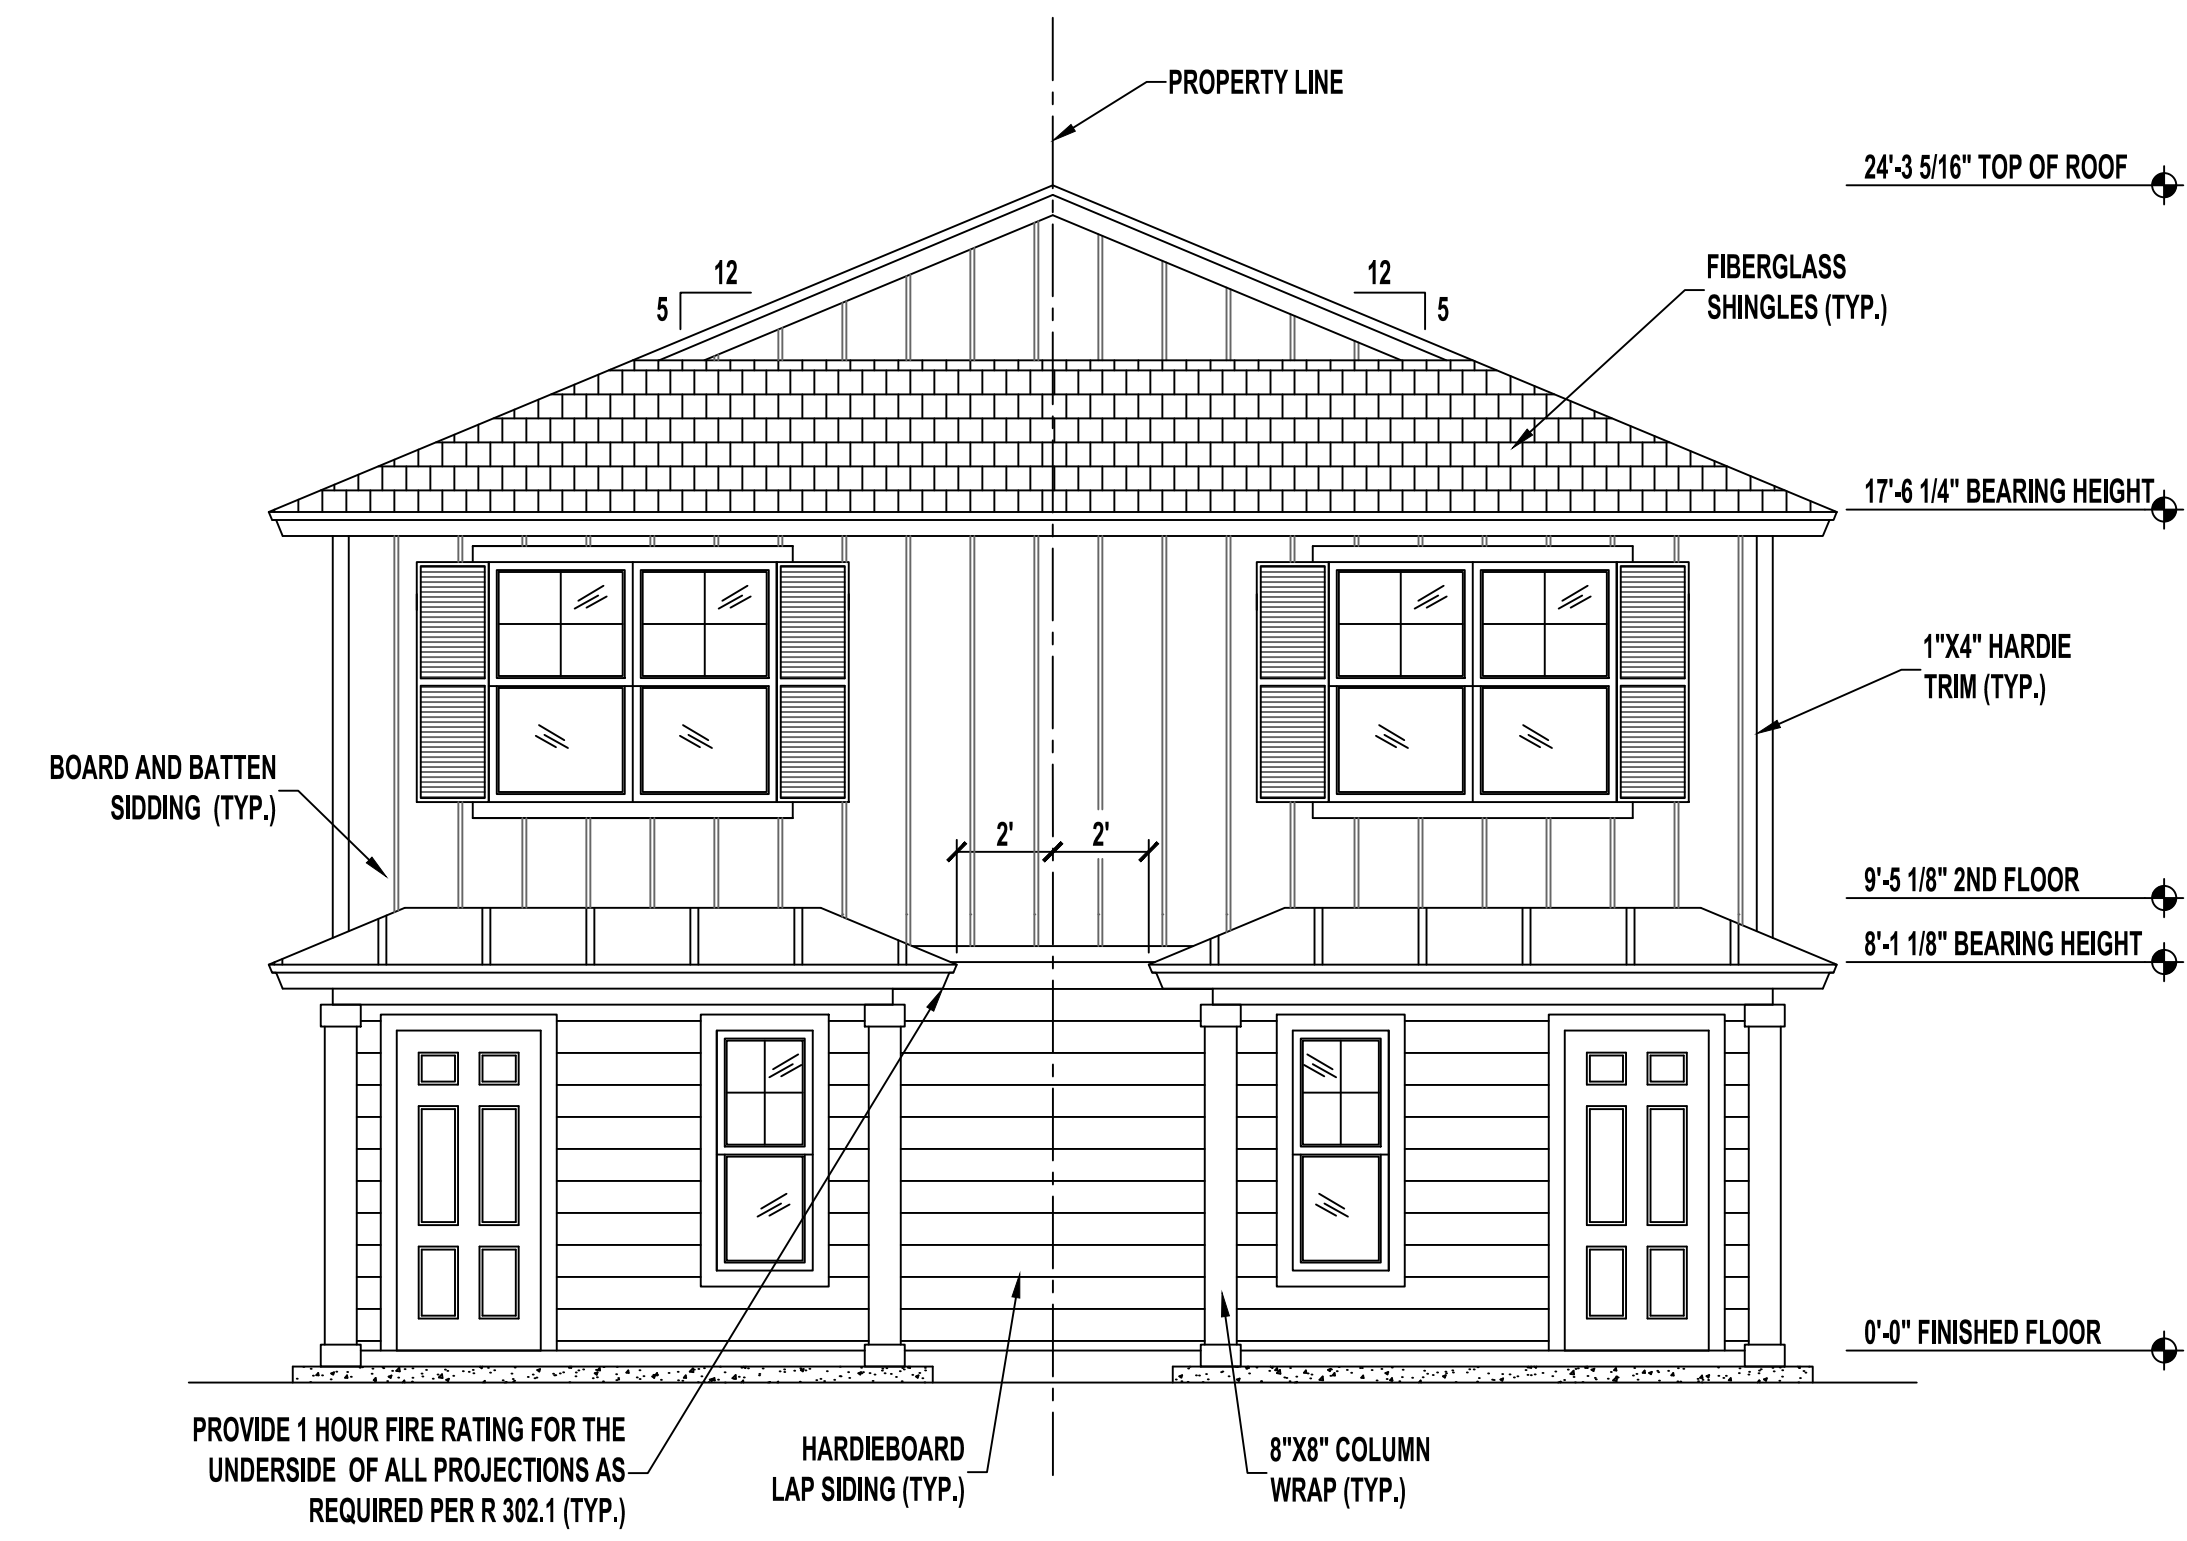 PROPERTY LINE
24'-3 5/16" TOP OF ROOF
12
5
12
5
FIBERGLASS
SHINGLES (TYP.)
17'-6 1/4" BEARING HEIGHT
1"X4" HARDIE
TRIM (TYP.)
BOARD AND BATTEN
SIDDING (TYP.)
2'
2'
9'-5 1/8" 2ND FLOOR
8'-1 1/8" BEARING HEIGHT
0'-0" FINISHED FLOOR
PROVIDE 1 HOUR FIRE RATING FOR THE
UNDERSIDE OF ALL PROJECTIONS AS
REQUIRED PER R 302.1 (TYP.)
HARDIEBOARD
LAP SIDING (TYP.)
8"X8" COLUMN
WRAP (TYP.)